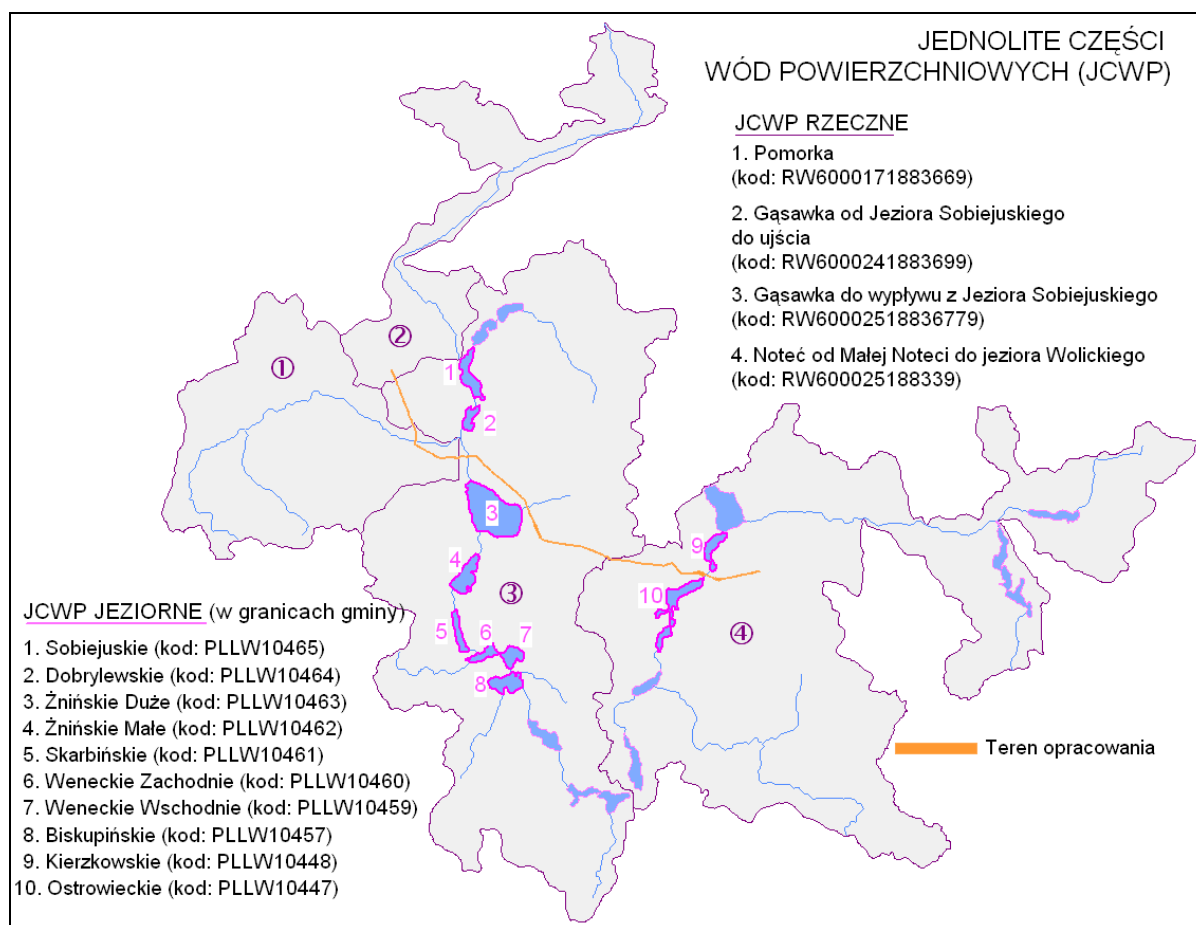 JEDNOLITE CZĘŚCI
WÓD POWIERZCHNIOWYCH (JCWP)
JCWP RZECZNE
1. Pomorka
(kod: RW6000171883669)
2. Gąsawka od Jeziora Sobiejuskiego
do ujścia
(kod: RW6000241883699)
3. Gąsawka do wypływu z Jeziora Sobiejuskiego
(kod: RW60002518836779)
4. Noteć od Małej Noteci do jeziora Wolickiego
(kod: RW600025188339)
①
②
③
④
1
2
3
4
5
6
7
8
9
10
JCWP JEZIORNE (w granicach gminy)
1. Sobiejuskie (kod: PLLW10465)
2. Dobrylewskie (kod: PLLW10464)
3. Żnińskie Duże (kod: PLLW10463)
4. Żnińskie Małe (kod: PLLW10462)
5. Skarbińskie (kod: PLLW10461)
6. Weneckie Zachodnie (kod: PLLW10460)
7. Weneckie Wschodnie (kod: PLLW10459)
8. Biskupińskie (kod: PLLW10457)
9. Kierzkowskie (kod: PLLW10448)
10. Ostrowieckie (kod: PLLW10447)
Teren opracowania